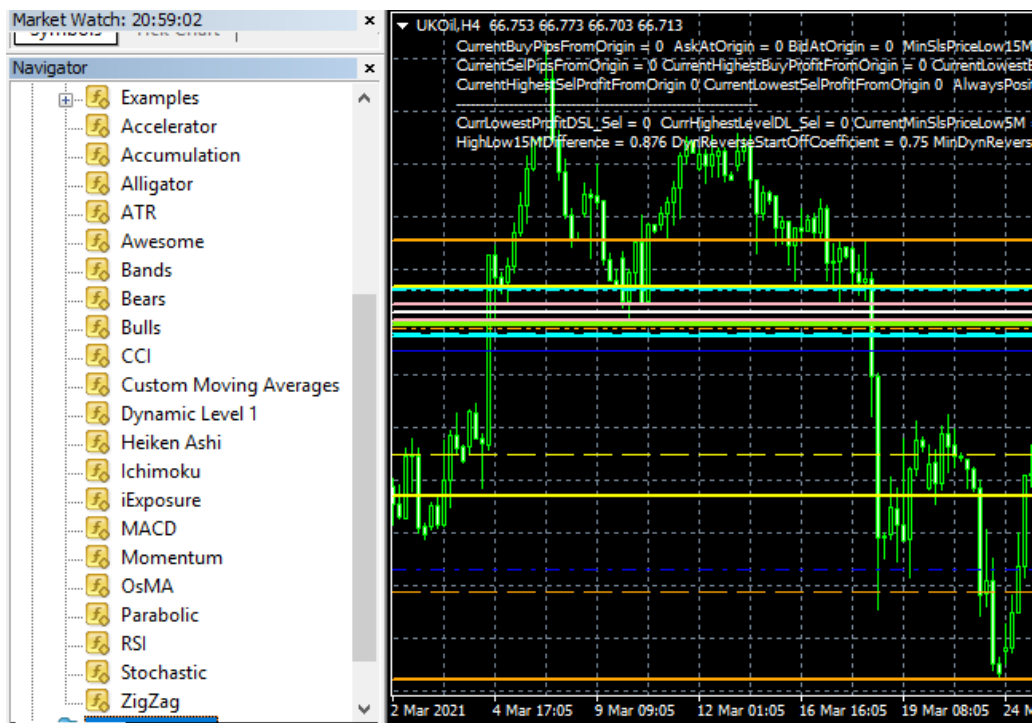 Market Watch: 20:59:02
Symbols Tick Chart
Navigator
Examples
Accelerator
Accumulation
Alligator
ATR
Awesome
Bands
Bears
Bulls
CCI
Custom Moving Averages
Dynamic Level 1
Heiken Ashi
Ichimoku
iExposure
MACD
Momentum
OsMA
Parabolic
RSI
Stochastic
ZigZag
UKOil,H4 66.753 66.773 66.703 66.713
CurrentBuyPipsFromOrigin = 0 AskAtOrigin = 0 BidAtOrigin = 0 MinSlsPriceLow15M
CurrentSelPipsFromOrigin = 0 CurrentHighestBuyProfitFromOrigin = 0 CurrentLowestB
CurrentHighestSelProfitFromOrigin 0 CurrentLowestSelProfitFromOrigin 0 AlwaysPosit
CurrLowestProfitDSL_Sel = 0 CurrHighestLevelDL_Sel = 0 CurrentMinSlsPriceLow5M =
HighLow15MDifference = 0.876 DynReverseStartOffCoefficient = 0.75 MinDynRevers
2 Mar 2021 4 Mar 17:05 9 Mar 09:05 12 Mar 01:05 16 Mar 16:05 19 Mar 08:05 24 M